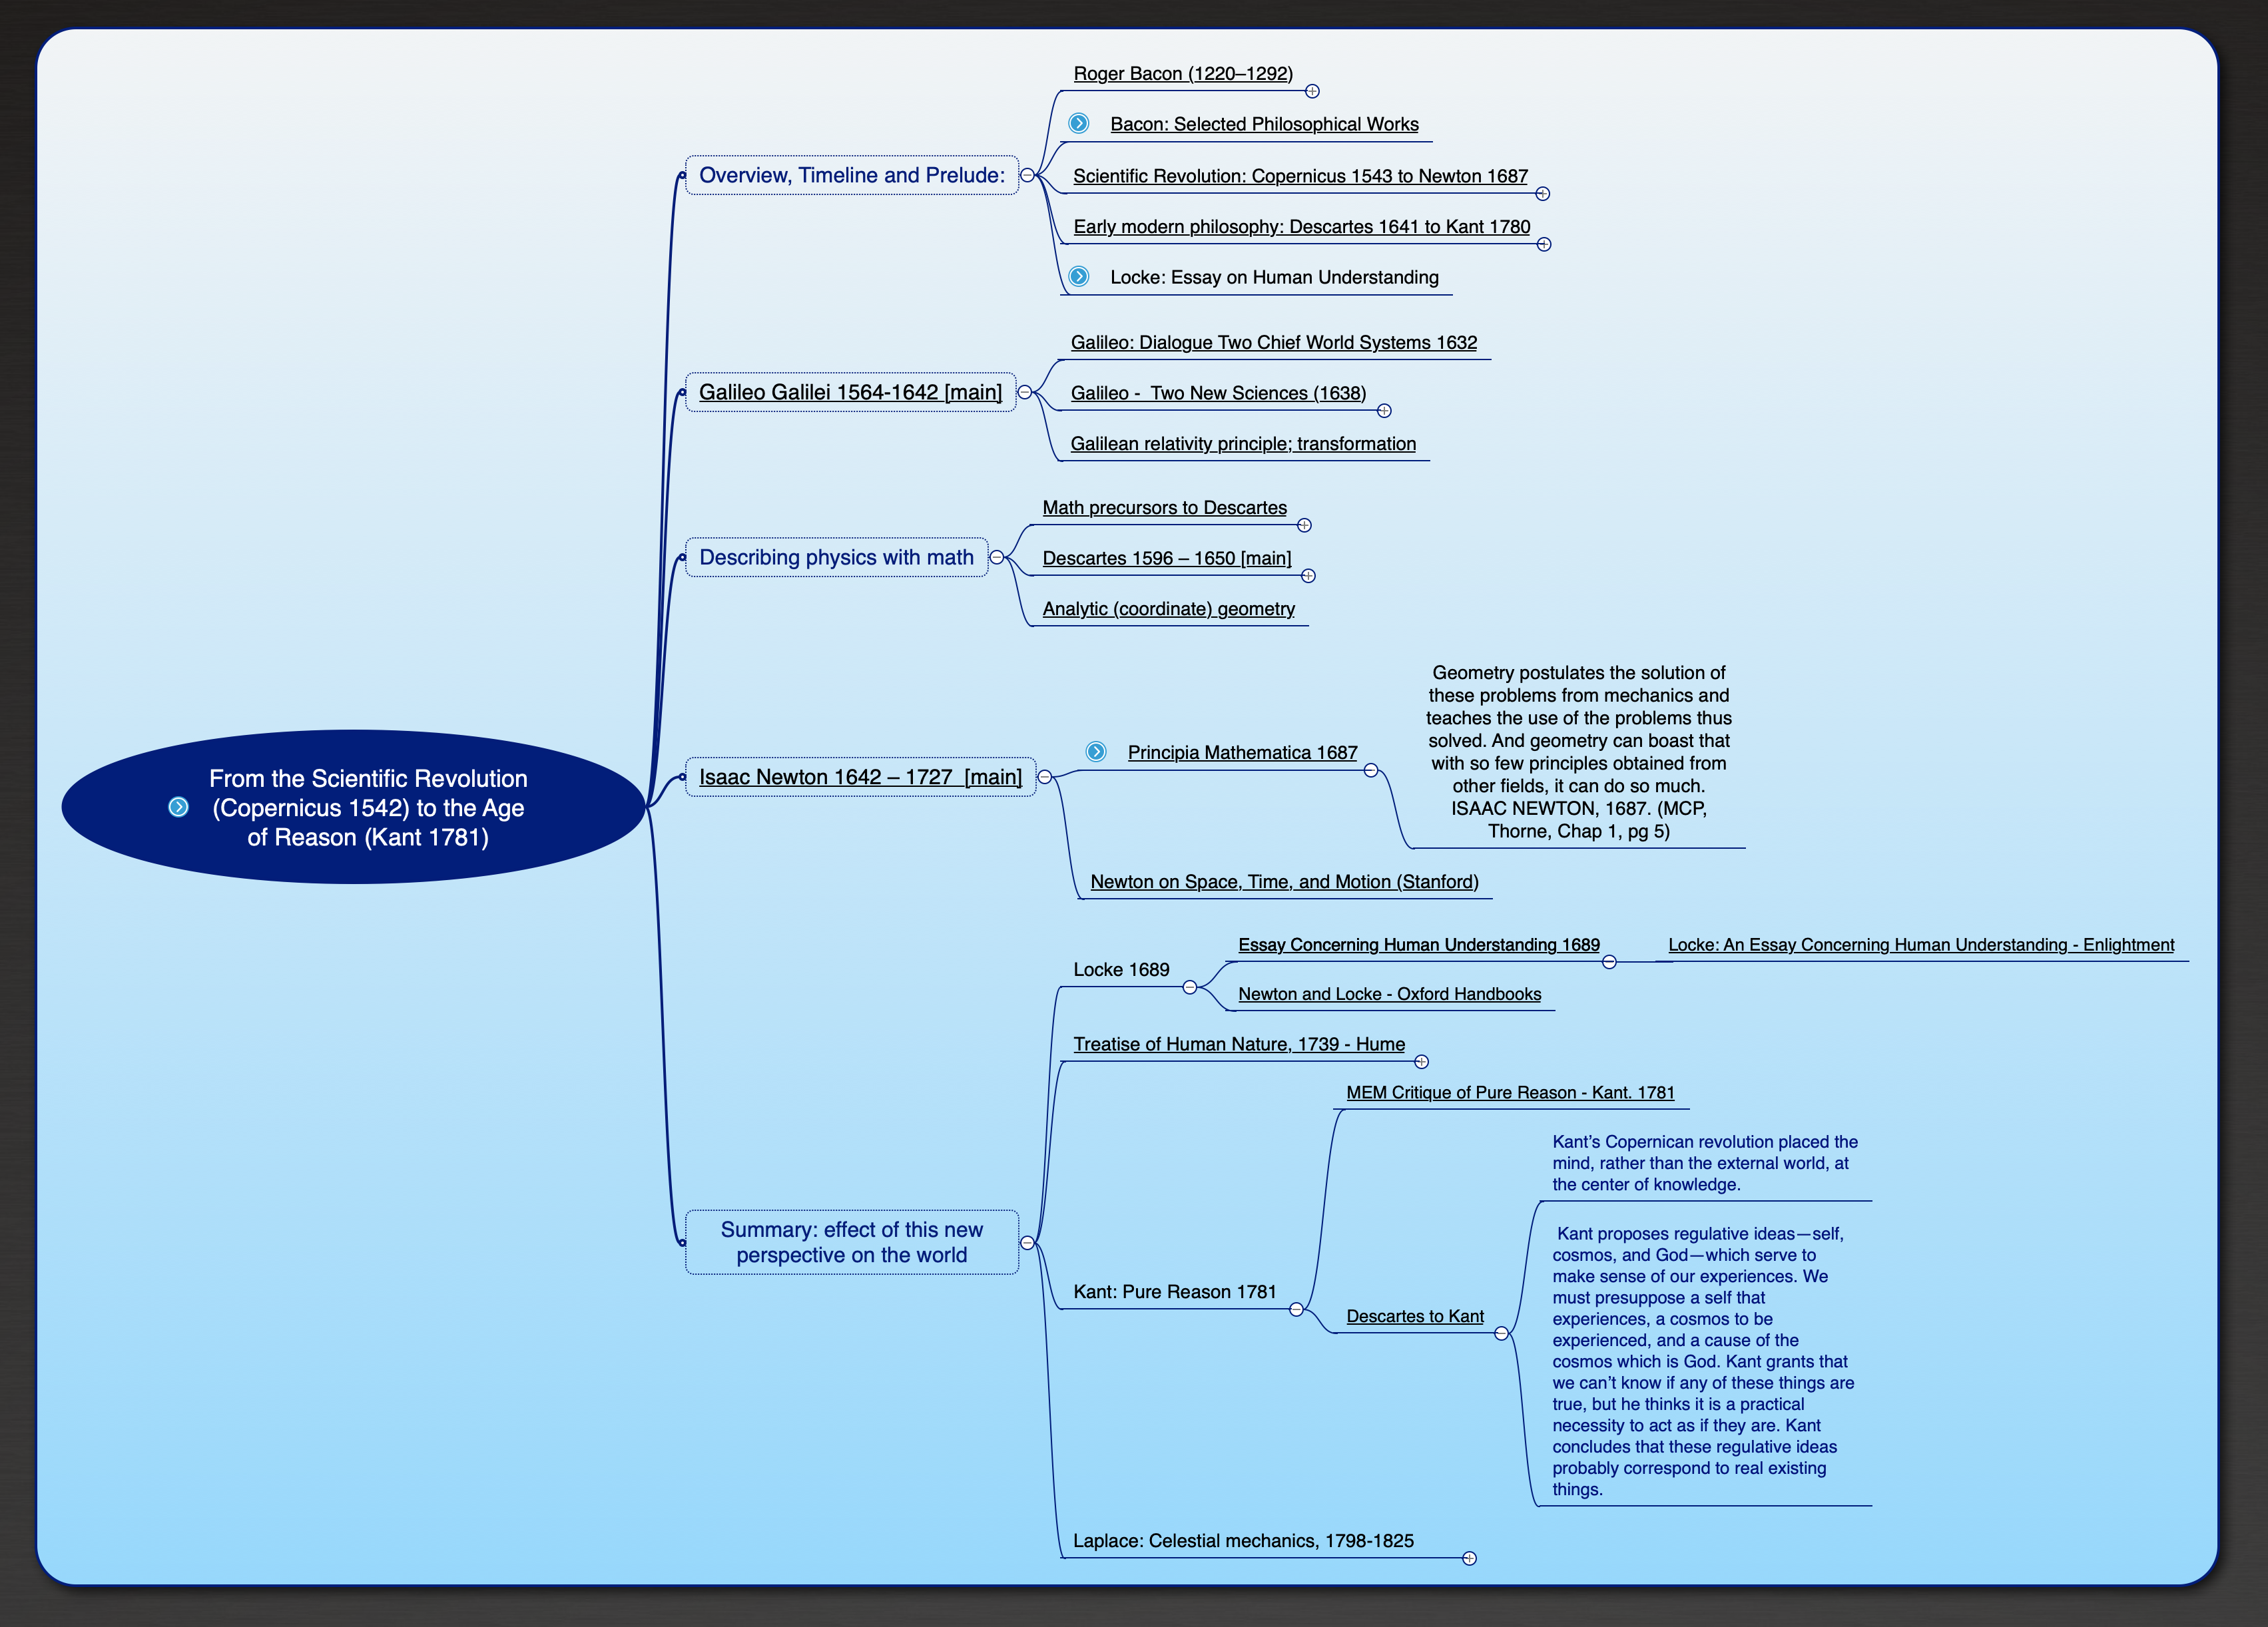 From the Scientific Revolution
(Copernicus 1542) to the Age
of Reason (Kant 1781)
Overview, Timeline and Prelude:
Roger Bacon (1220–1292)
Bacon: Selected Philosophical Works
Scientific Revolution: Copernicus 1543 to Newton 1687
Early modern philosophy: Descartes 1641 to Kant 1780
Locke: Essay on Human Understanding
Galileo Galilei 1564-1642 [main]
Galileo: Dialogue Two Chief World Systems 1632
Galileo -  Two New Sciences (1638)
Galilean relativity principle; transformation
Describing physics with math
Math precursors to Descartes
Descartes 1596 – 1650 [main]
Analytic (coordinate) geometry
Isaac Newton 1642 – 1727  [main]
Principia Mathematica 1687
Geometry postulates the solution of
these problems from mechanics and
teaches the use of the problems thus
solved. And geometry can boast that
with so few principles obtained from
other fields, it can do so much.
ISAAC NEWTON, 1687. (MCP,
Thorne, Chap 1, pg 5)
Newton on Space, Time, and Motion (Stanford)
Summary: effect of this new
perspective on the world
Locke 1689
Essay Concerning Human Understanding 1689
Locke: An Essay Concerning Human Understanding - Enlightment
Newton and Locke - Oxford Handbooks
Treatise of Human Nature, 1739 - Hume
Kant: Pure Reason 1781
MEM Critique of Pure Reason - Kant. 1781
Descartes to Kant
Kant’s Copernican revolution placed the
mind, rather than the external world, at
the center of knowledge.
Kant proposes regulative ideas—self,
cosmos, and God—which serve to
make sense of our experiences. We
must presuppose a self that
experiences, a cosmos to be
experienced, and a cause of the
cosmos which is God. Kant grants that
we can’t know if any of these things are
true, but he thinks it is a practical
necessity to act as if they are. Kant
concludes that these regulative ideas
probably correspond to real existing
things.
Laplace: Celestial mechanics, 1798-1825